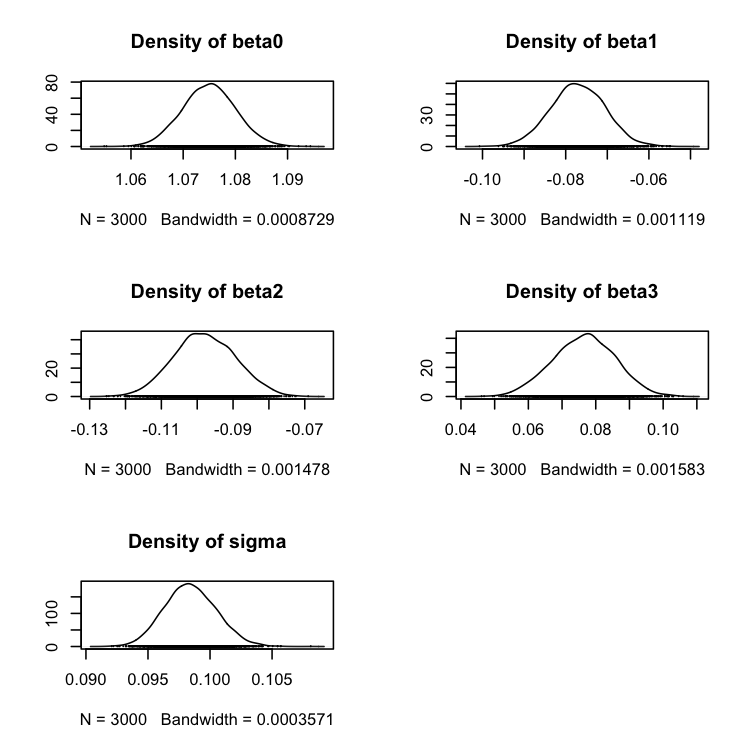 Density of beta0
80
40
0
1.06 1.07 1.08 1.09
N = 3000 Bandwidth = 0.0008729
Density of beta1
30
0
-0.10 -0.08 -0.06
N = 3000 Bandwidth = 0.001119
Density of beta2
20
0
-0.13 -0.11 -0.09 -0.07
N = 3000 Bandwidth = 0.001478
Density of beta3
20
0
0.04 0.06 0.08 0.10
N = 3000 Bandwidth = 0.001583
Density of sigma
100
0
0.090 0.095 0.100 0.105
N = 3000 Bandwidth = 0.0003571